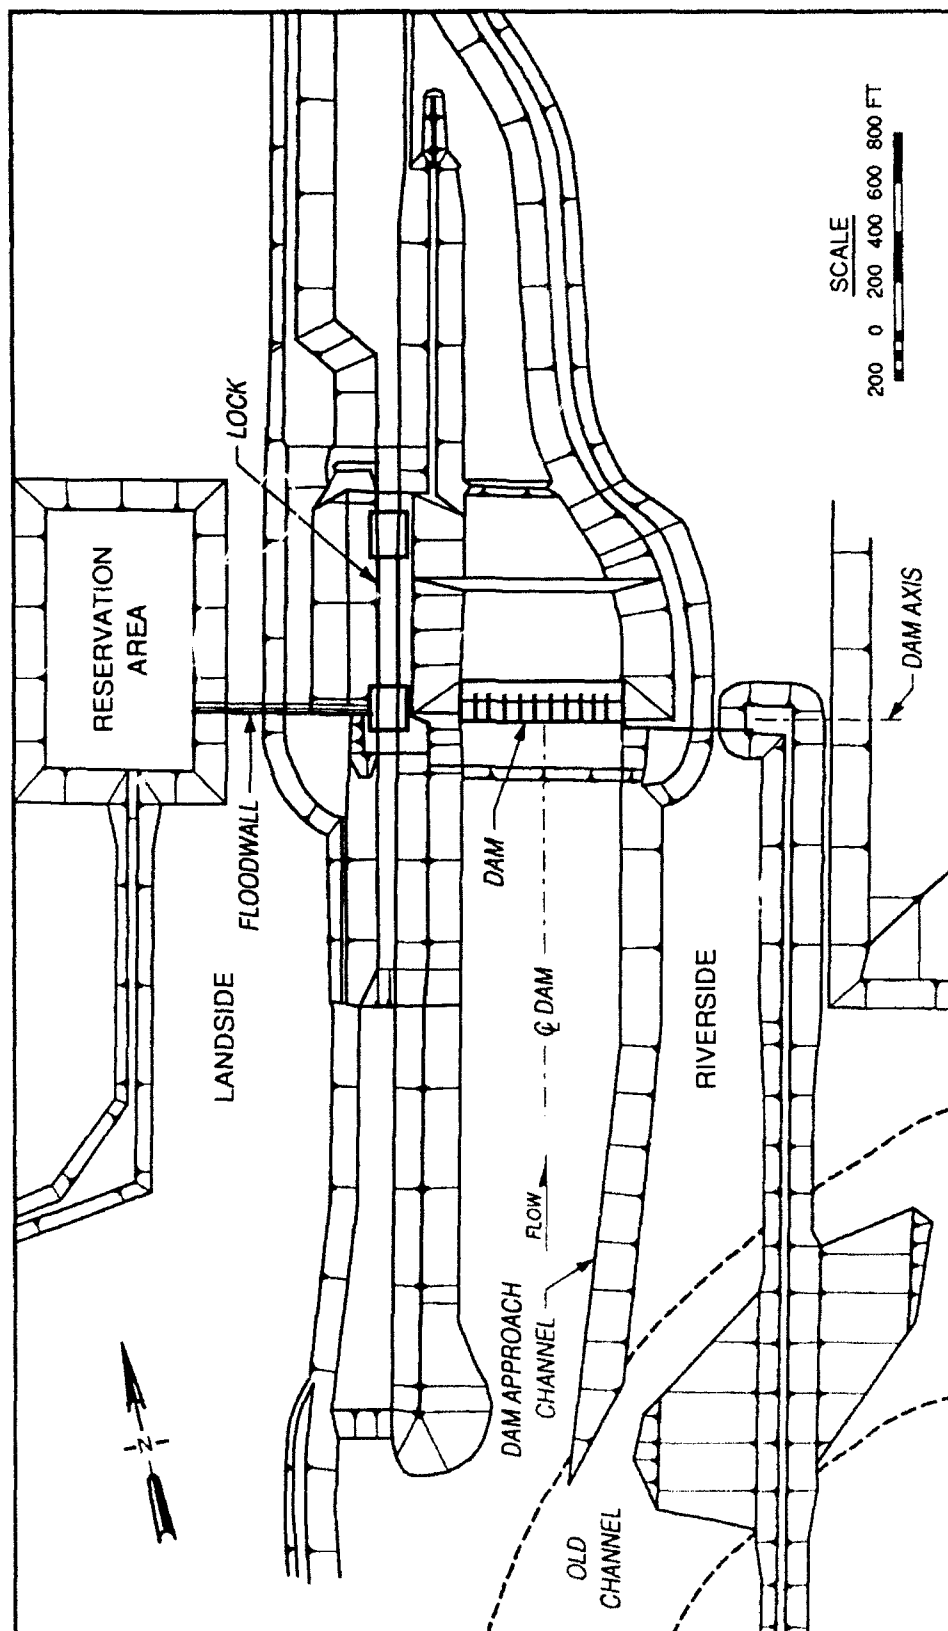 RESERVATION
AREA
FLOODWALL
LOCK
LANDSIDE
DAM
℄ DAM
FLOW
DAM APPROACH
CHANNEL
OLD
CHANNEL
RIVERSIDE
DAM AXIS
SCALE
200 0 200 400 600 800 FT
N